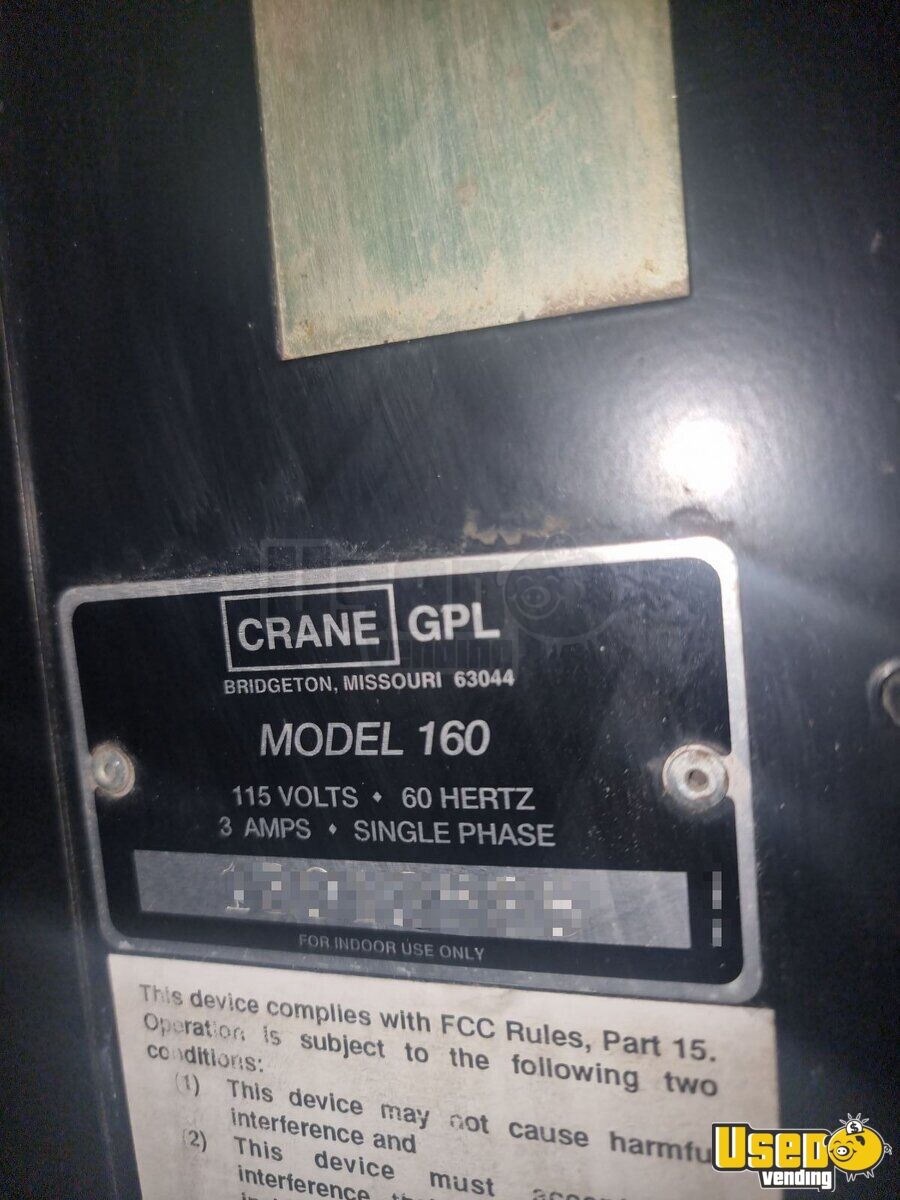 CRANE GPL
BRIDGETON, MISSOURI 63044
MODEL 160
115 VOLTS • 60 HERTZ
3 AMPS • SINGLE PHASE
FOR INDOOR USE ONLY
This device complies with FCC Rules, Part 15.
Operation is subject to the following two
conditions:
(1) This device may not cause harmfu
interference and
(2) This device must
interference
USED
vending